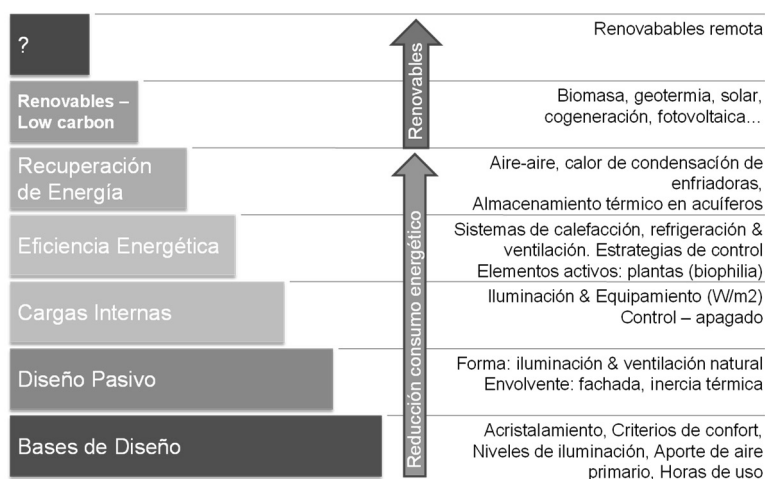 ?
Renovababables remota
Renovables –
Low carbon
Biomasa, geotermia, solar,
cogeneración, fotovoltaica...
Renovables
Recuperación
de Energía
Aire-aire, calor de condensación de
enfriadoras,
Almacenamiento térmico en acuíferos
Eficiencia Energética
Sistemas de calefacción, refrigeración &
ventilación. Estrategias de control
Elementos activos: plantas (biophilia)
Cargas Internas
Iluminación & Equipamiento (W/m2)
Control – apagado
Diseño Pasivo
Forma: iluminación & ventilación natural
Envolvente: fachada, inercia térmica
Bases de Diseño
Acristalamiento, Criterios de confort,
Niveles de iluminación, Aporte de aire
primario, Horas de uso
Reducción consumo energético